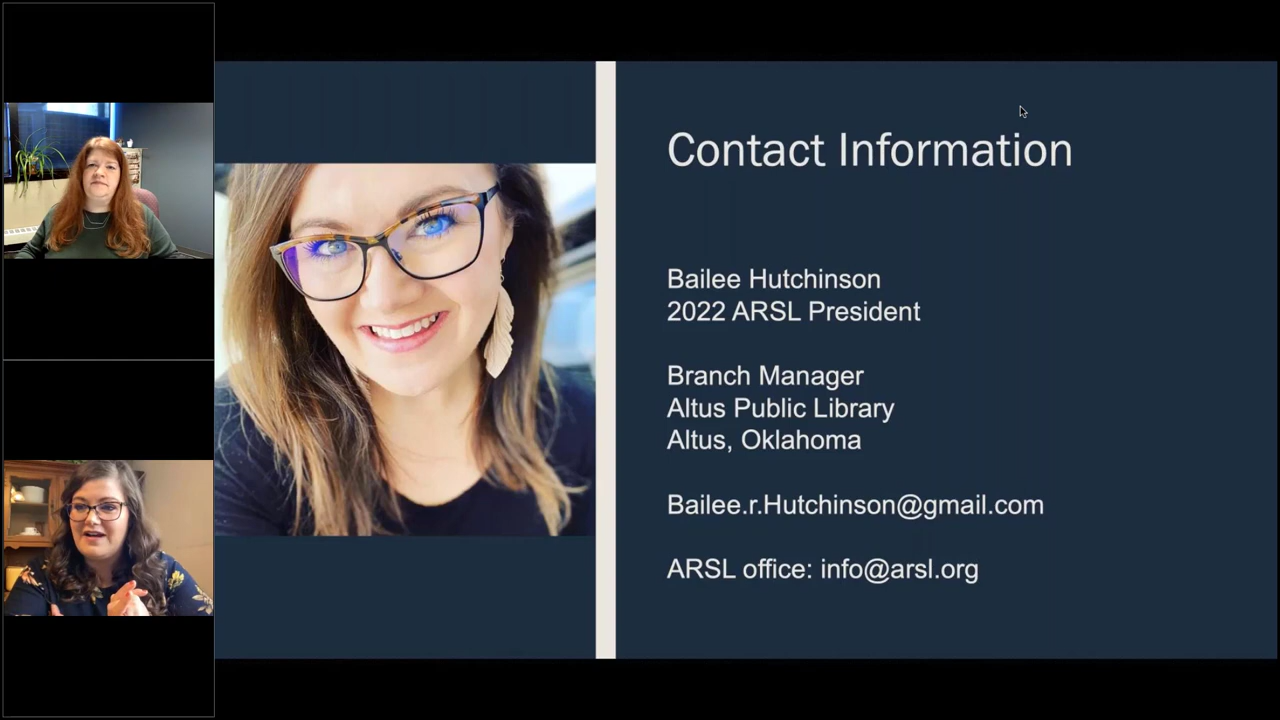 Contact Information
Bailee Hutchinson
2022 ARSL President
Branch Manager
Altus Public Library
Altus, Oklahoma
Bailee.r.Hutchinson@gmail.com
ARSL office: info@arsl.org